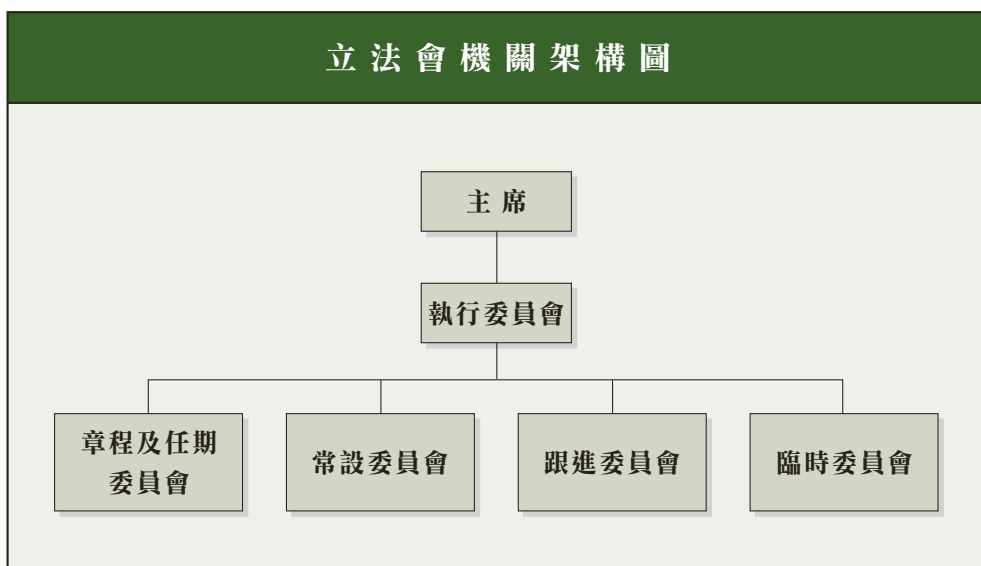 立法會機關架構圖
主席
執行委員會
章程及任期
委員會
常設委員會
跟進委員會
臨時委員會